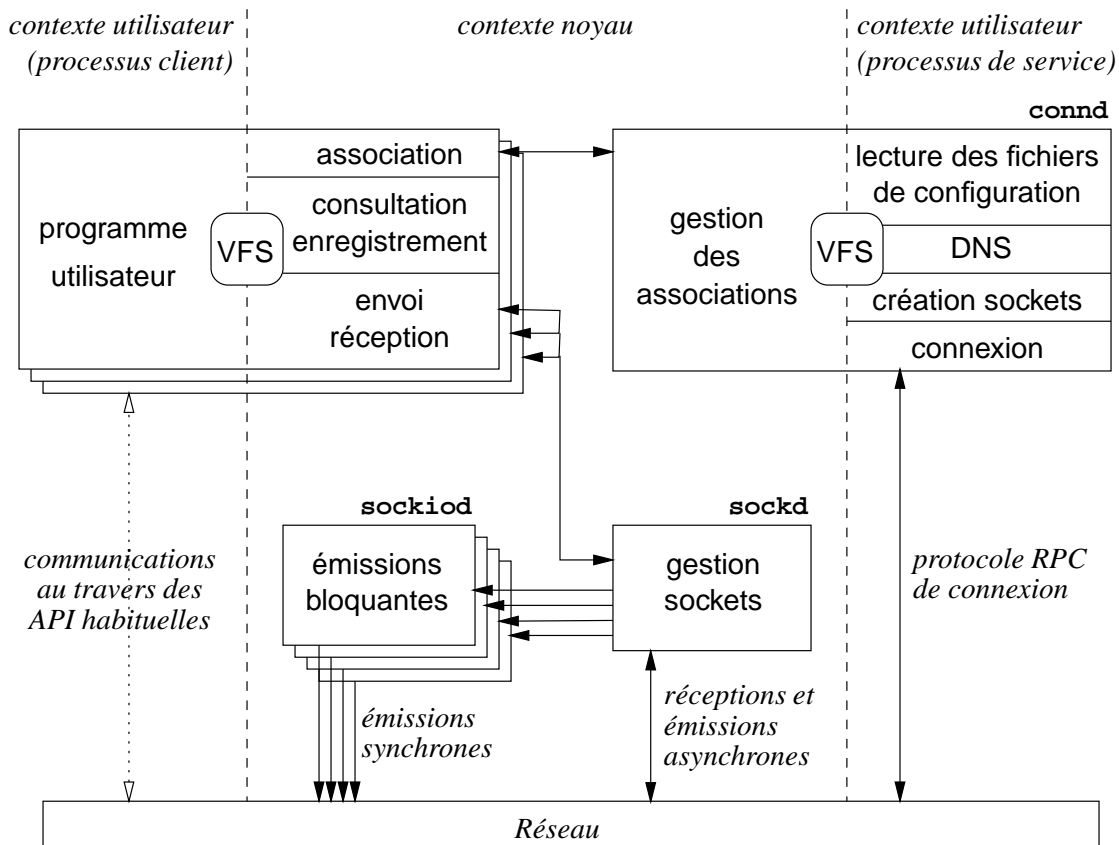 contexte utilisateur
(processus client)
contexte noyau
contexte utilisateur
(processus de service)
connd
programme
utilisateur
VFS
association
consultation
enregistrement
envoi
réception
gestion
des
associations
VFS
lecture des fichiers
de configuration
DNS
création sockets
connexion
sockiod
émissions
bloquantes
sockd
gestion
sockets
communications
au travers des
API habituelles
protocole RPC
de connexion
émissions
synchrones
réceptions et
émissions
asynchrones
Réseau